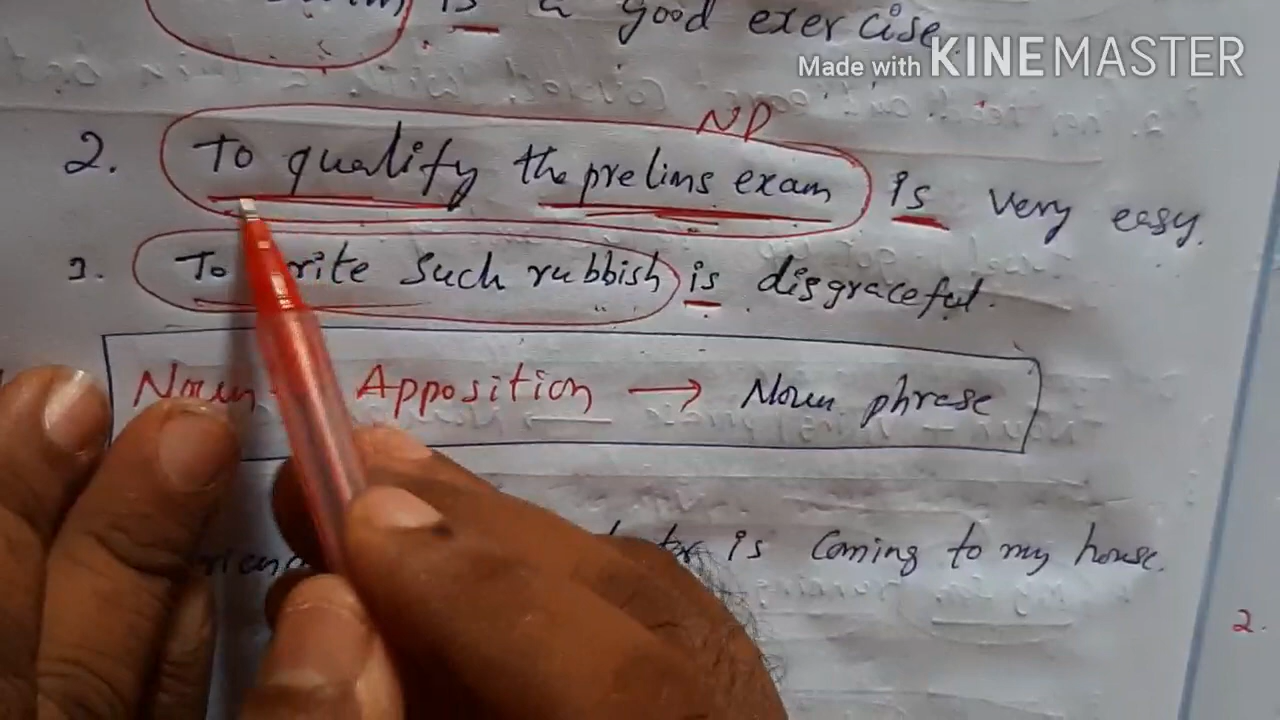 is a good exercise.
Made with KINEMASTER
NP
2. To qualify the prelims exam is very easy.
3. To write such rubbish is disgraceful.
Noun Apposition → Noun phrase
is coming to my house.
2.